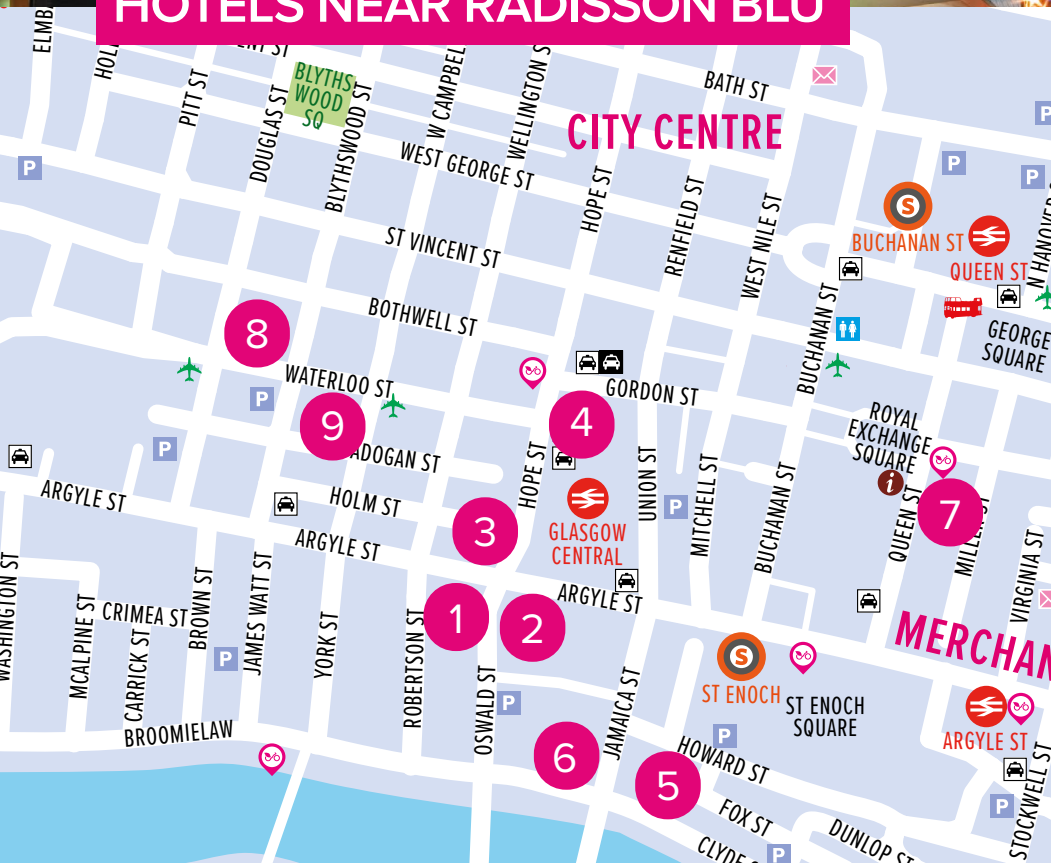 HOTELS NEAR RADISSON BLU
BLYTHS
WOOD
SQ
PITT ST
DOUGLAS ST
BLYTHSWOOD ST
W CAMPBEL
WELLINGTON S
BATH ST
CITY CENTRE
WEST GEORGE ST
HOPE ST
RENFIELD ST
WEST NILE ST
ST VINCENT ST
BOTHWELL ST
P
P
P
P
S
BUCHANAN ST
QUEEN ST
N HANOVER
BUCHANAN ST
GEORGE
SQUARE
8
WATERLOO ST
P
GORDON ST
4
9
ADOGAN ST
ROYAL
EXCHANGE
SQUARE
i
QUEEN ST
7
P
ARGYLE ST
HOLM ST
ARGYLE ST
3
HOPE ST
GLASGOW
CENTRAL
UNION ST
P
MITCHELL ST
BUCHANAN ST
VIRGINIA ST
WASHINGTON ST
MCALPINE ST
CRIMEA ST
CARRICK ST
BROWN ST
JAMES WATT ST
P
YORK ST
ROBERTSON ST
1
2
ARGYLE ST
MERCHAN
OSWALD ST
P
JAMAICA ST
S
ST ENOCH
ST ENOCH
SQUARE
ARGYLE ST
BROOMIELAW
6
5
HOWARD ST
P
FOX ST
DUNLOP ST
STOCKWELL ST
P
P